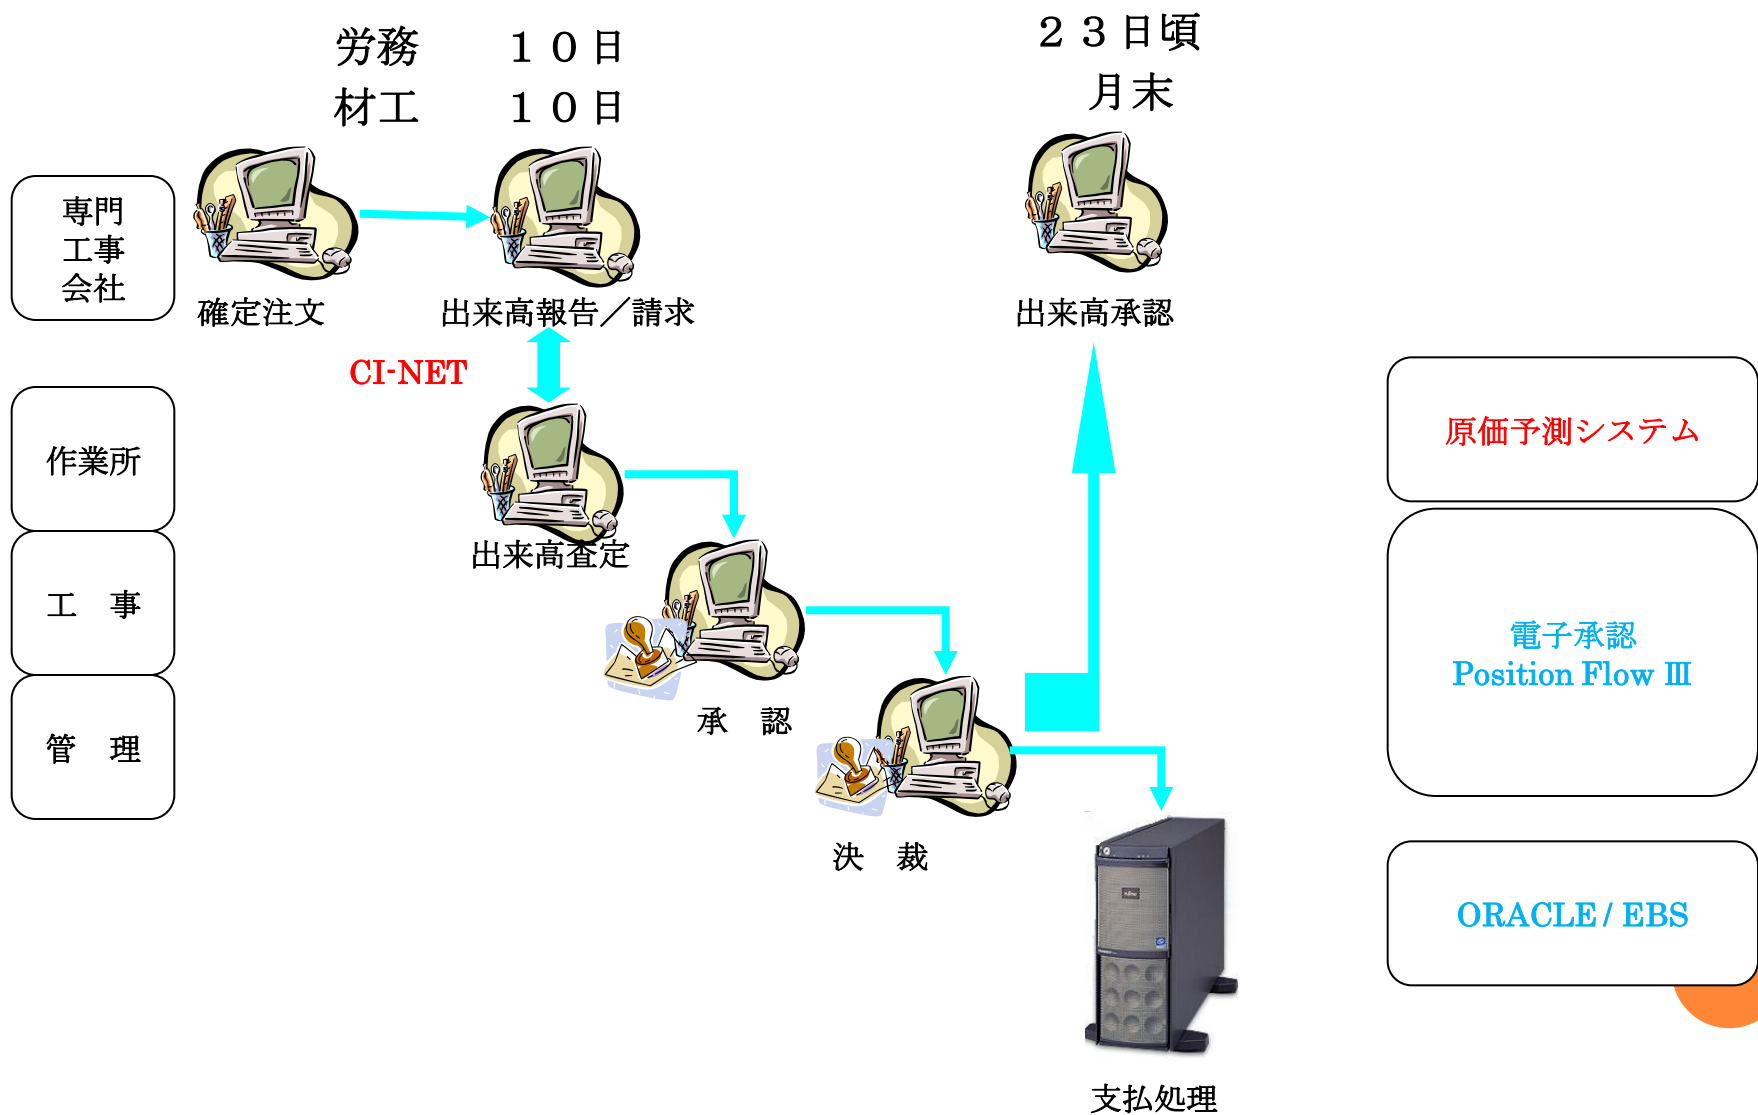 労務　　１０日
材工　　１０日
２３日頃
月末
専門
工事
会社
確定注文
出来高報告／請求
出来高承認
CI-NET
作業所
出来高査定
工　事
承　認
管　理
決　裁
支払処理
原価予測システム
電子承認
Position Flow Ⅲ
ORACLE / EBS